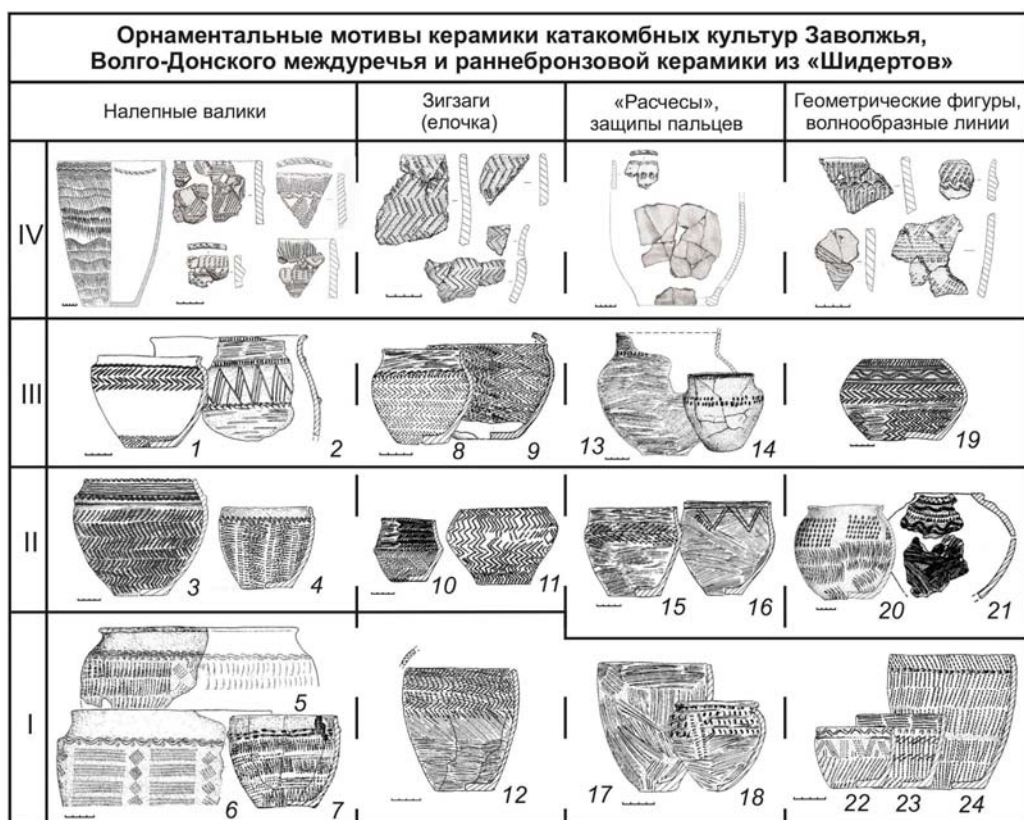 Орнаментальные мотивы керамики катакомбных культур Заволжья,
Волго-Донского междуречья и раннебронзовой керамики из «Шидертов»
Налепные валики
Зигзаги
(елочка)
«Расчесы»,
защипы пальцев
Геометрические фигуры,
волнообразные линии
IV
III
1
2
8
9
13
14
19
II
3
4
10
11
15
16
20
21
I
5
6
7
12
17
18
22
23
24